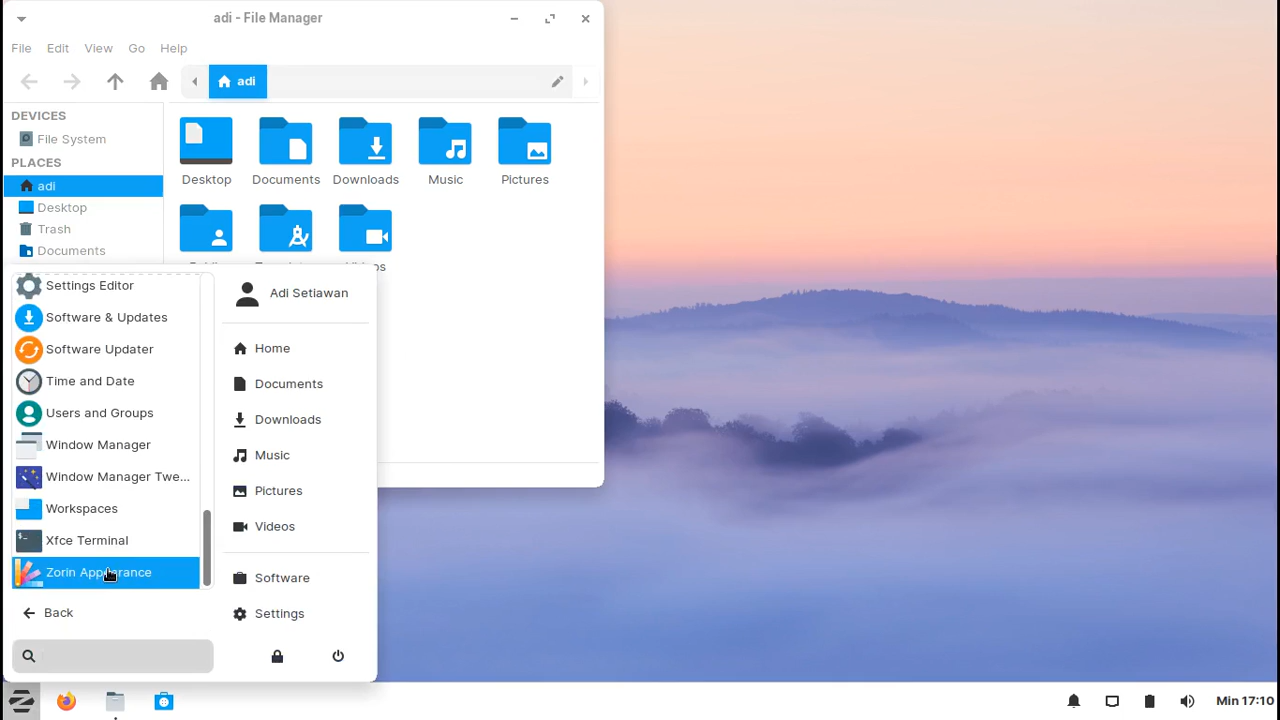 adi - File Manager
File Edit View Go Help
adi
DEVICES
File System
PLACES
adi
Desktop
Trash
Documents
Desktop Documents Downloads Music Pictures
Settings Editor
Software & Updates
Software Updater
Time and Date
Users and Groups
Window Manager
Window Manager Twe...
Workspaces
Xfce Terminal
Zorin Appearance
Back
Adi Setiawan
Home
Documents
Downloads
Music
Pictures
Videos
Software
Settings
Min 17:10